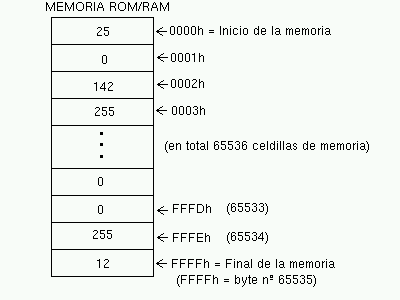 MEMORIA ROM/RAM
25 0000h = Inicio de la memoria
0 0001h
142 0002h
255 0003h
(en total 65536 celdillas de memoria)
0
0 FFFDh (65533)
255 FFFEh (65534)
12 FFFFh = Final de la memoria
(FFFFh = byte nº 65535)